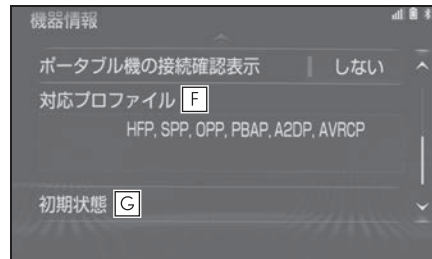 機器情報
ポータブル機の接続確認表示 しない
対応プロファイル F
HFP, SPP, OPP, PBAP, A2DP, AVRCP
初期状態 G